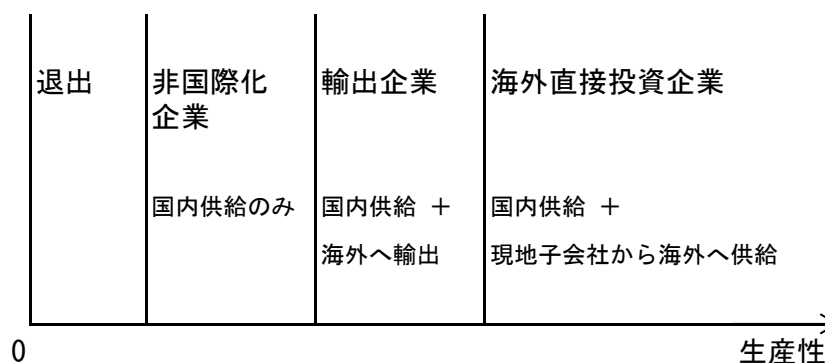 退出
非国際化
企業
輸出企業
海外直接投資企業
国内供給のみ
国内供給 +
海外へ輸出
国内供給 +
現地子会社から海外へ供給
0
生産性